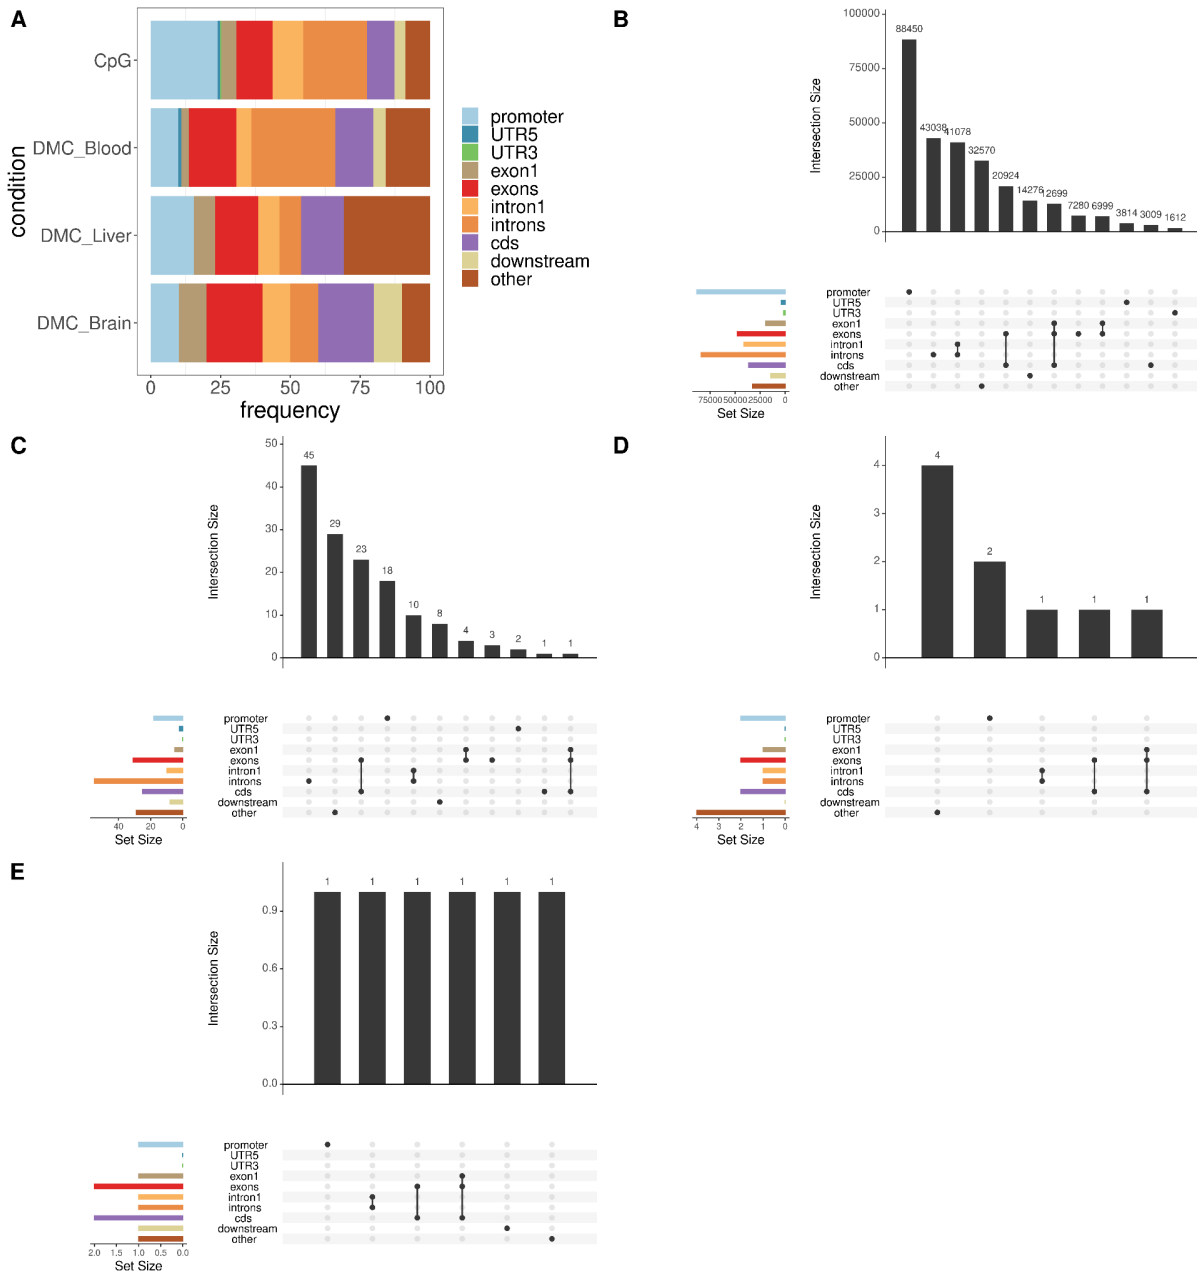 A
CpG
DMC_Blood
DMC_Liver
DMC_Brain
condition
0 25 50 75 100
frequency
promoter
UTR5
UTR3
exon1
exons
intron1
introns
cds
downstream
other
B
Intersection Size
100000
75000
50000
25000
0
88450 43038 41078 32570 20924 14276 12699 7280 6999 3814 3009 1612
promoter
UTR5
UTR3
exon1
exons
intron1
introns
cds
downstream
other
75000 50000 25000 0
Set Size
C
Intersection Size
50
40
30
20
10
0
45 29 23 18 10 8 4 3 2 1 1
promoter
UTR5
UTR3
exon1
exons
intron1
introns
cds
downstream
other
40 20 0
Set Size
D
Intersection Size
4
3
2
1
0
4 2 1 1 1
promoter
UTR5
UTR3
exon1
exons
intron1
introns
cds
downstream
other
4 3 2 1 0
Set Size
E
Intersection Size
0.9
0.6
0.3
0.0
1 1 1 1 1 1
promoter
UTR5
UTR3
exon1
exons
intron1
introns
cds
downstream
other
2.0 1.5 1.0 0.5 0.0
Set Size